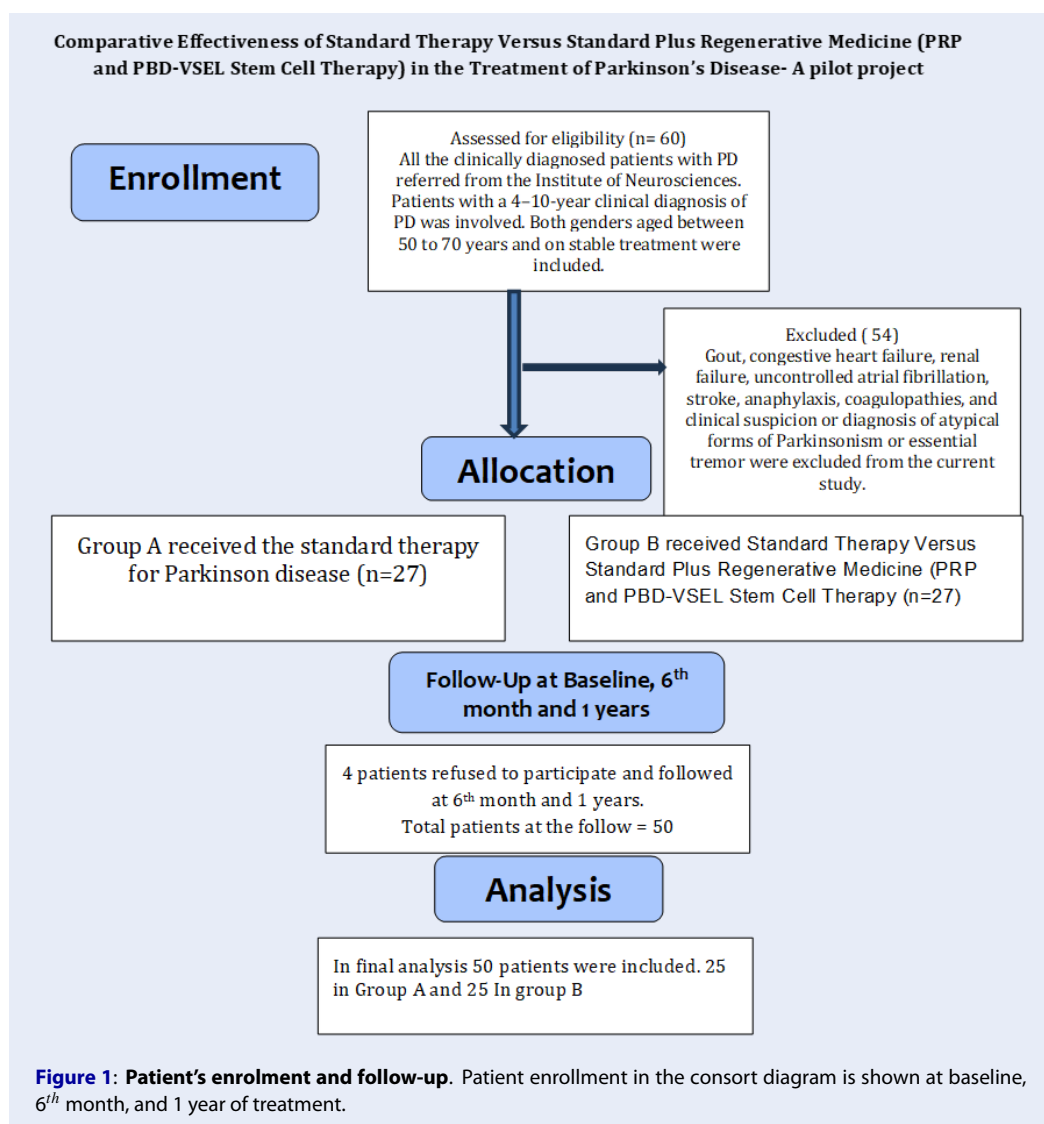 Comparative Effectiveness of Standard Therapy Versus Standard Plus Regenerative Medicine (PRP
and PBD-VSEL Stem Cell Therapy) in the Treatment of Parkinson's Disease- A pilot project
Enrollment
Assessed for eligibility (n= 60)
All the clinically diagnosed patients with PD
referred from the Institute of Neurosciences.
Patients with a 4–10-year clinical diagnosis of
PD was involved. Both genders aged between
50 to 70 years and on stable treatment were
included.
Excluded ( 54)
Gout, congestive heart failure, renal
failure, uncontrolled atrial fibrillation,
stroke, anaphylaxis, coagulopathies, and
clinical suspicion or diagnosis of atypical
forms of Parkinsonism or essential
tremor were excluded from the current
study.
Allocation
Group A received the standard therapy
for Parkinson disease (n=27)
Group B received Standard Therapy Versus
Standard Plus Regenerative Medicine (PRP
and PBD-VSEL Stem Cell Therapy (n=27)
Follow-Up at Baseline, 6th
month and 1 years
4 patients refused to participate and followed
at 6th month and 1 years.
Total patients at the follow = 50
Analysis
In final analysis 50 patients were included. 25
in Group A and 25 In group B
Figure 1: Patient's enrolment and follow-up. Patient enrollment in the consort diagram is shown at baseline,
6th month, and 1 year of treatment.